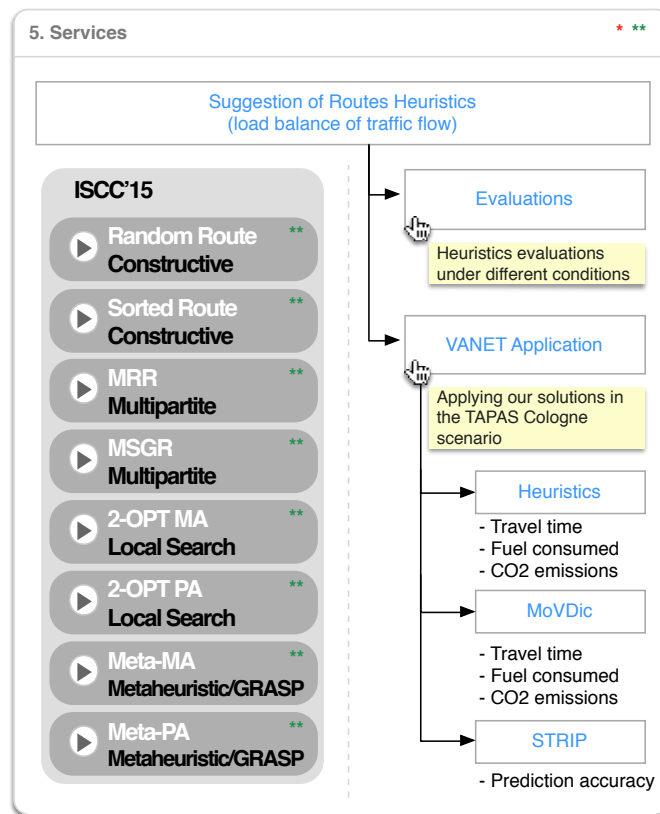 5. Services
* **
Suggestion of Routes Heuristics
(load balance of traffic flow)
ISCC'15
Random Route **
Constructive
Sorted Route **
Constructive
MRR **
Multipartite
MSGR **
Multipartite
2-OPT MA **
Local Search
2-OPT PA **
Local Search
Meta-MA **
Metaheuristic/GRASP
Meta-PA **
Metaheuristic/GRASP
Evaluations
Heuristics evaluations
under different conditions
VANET Application
Applying our solutions in
the TAPAS Cologne
scenario
Heuristics
- Travel time
- Fuel consumed
- CO2 emissions
MoVDic
- Travel time
- Fuel consumed
- CO2 emissions
STRIP
- Prediction accuracy